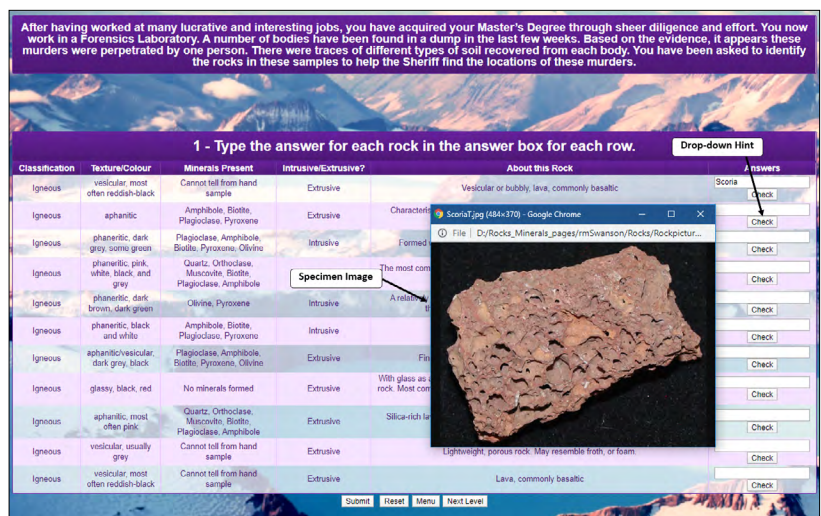 After having worked at many lucrative and interesting jobs, you have acquired your Master's Degree through sheer diligence and effort. You now
work in a Forensics Laboratory. A number of bodies have been found in a dump in the last few weeks. Based on the evidence, it appears these
murders were perpetrated by one person. There were traces of different types of soil recovered from each body. You have been asked to identify
the rocks in these samples to help the Sheriff find the locations of these murders.
1 - Type the answer for each rock in the answer box for each row.
Drop-down Hint
Classification Texture/Colour Minerals Present Intrusive/Extrusive? About this Rock Answers
Igneous vesicular, most often reddish-black Cannot tell from hand sample Extrusive Vesicular or bubbly, lava, commonly basaltic Scoria Check
Igneous aphanitic Amphibole, Biotite, Plagioclase, Pyroxene Extrusive Characteris Check
Igneous phaneritic, dark grey, some green Plagioclase, Amphibole, Biotite, Pyroxene, Olivine Intrusive Formed Check
Igneous phaneritic, pink, white, black, and grey Quartz, Orthoclase, Muscovite, Biotite, Plagioclase, Amphibole The most com Check
Igneous phaneritic, dark brown, dark green Olivine, Pyroxene Intrusive A relatively Check
Igneous phaneritic, black and white Amphibole, Biotite, Plagioclase, Pyroxene Intrusive Check
Igneous aphanitic/vesicular, dark grey, black Plagioclase, Amphibole, Biotite, Pyroxene, Olivine Extrusive Fin Check
Igneous glassy, black, red No minerals formed Extrusive With glass as a rock. Most com Check
Igneous aphanitic, most often pink Quartz, Orthoclase, Muscovite, Biotite, Plagioclase, Amphibole Extrusive Silica-rich la Check
Igneous vesicular, usually grey Cannot tell from hand sample Extrusive Lightweight, porous rock. May resemble froth, or foam. Check
Igneous vesicular, most often reddish-black Cannot tell from hand sample Extrusive Lava, commonly basaltic Check
ScoriaT.jpg (484×370) - Google Chrome
File | D:/Rocks_Minerals_pages/rmSwanson/Rocks/Rockpictur...
Specimen Image
Submit Reset Menu Next Level